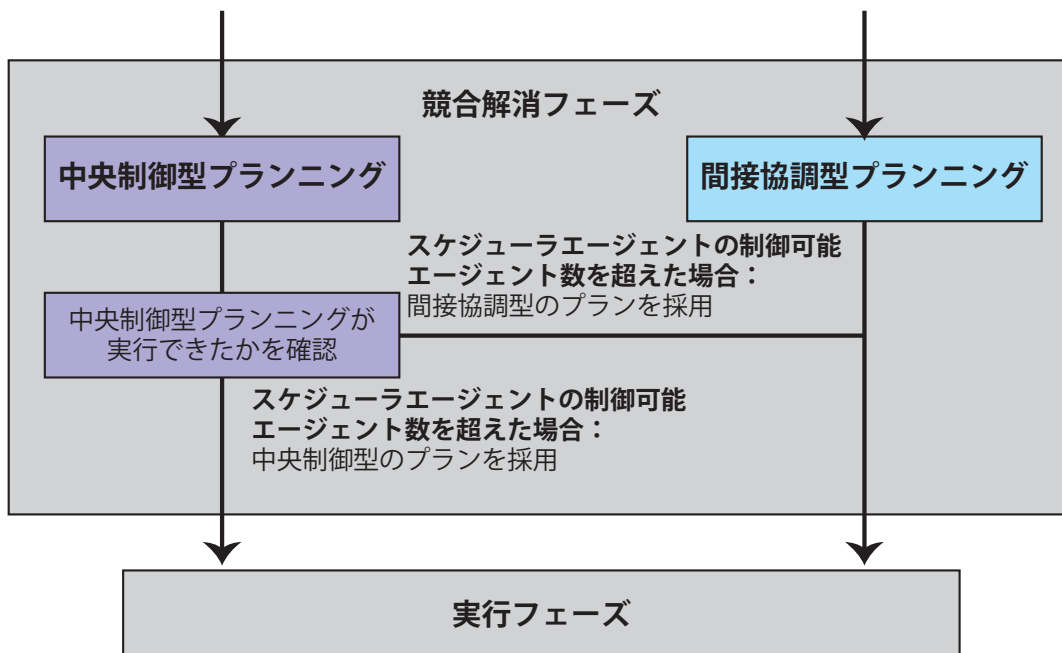 競合解消フェーズ
中央制御型プランニング
間接協調型プランニング
スケジューラエージェントの制御可能
エージェント数を超えた場合：
間接協調型のプランを採用
中央制御型プランニングが
実行できたかを確認
スケジューラエージェントの制御可能
エージェント数を超えた場合：
中央制御型のプランを採用
実行フェーズ